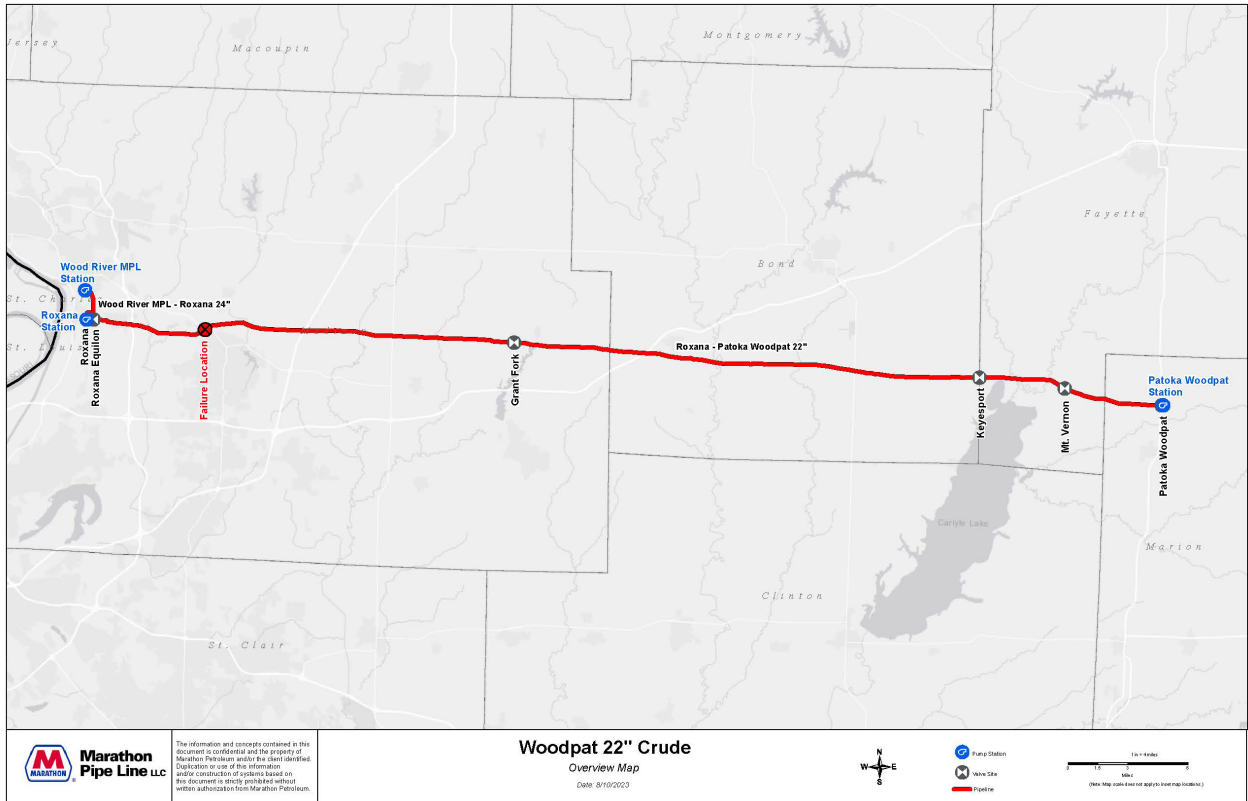 Jersey
Macoupin
Montgomery
Fayette
Bond
Wood River MPL
Station
St. Charles
Wood River MPL - Roxana 24"
Roxana
Station
St. Louis
Roxana
Roxana Equilon
Failure Location
Grant Fork
Roxana - Patoka Woodpat 22"
Keyesport
Mt. Vernon
Patoka Woodpat
Station
Patoka Woodpat
Carlyle Lake
Marion
Clinton
St. Clair
MARATHON
Marathon
Pipe Line LLC
The information and concepts contained in this
document is confidential and the property of
Marathon Petroleum and/or the client identified.
Duplication or use of this information
and/or construction of systems based on
this document is strictly prohibited without
written authorization from Marathon Petroleum.
Woodpat 22" Crude
Overview Map
Date: 8/10/2023
N
W E
S
Pump Station
Valve Site
Pipeline
1 in = 4 miles
0 1.5 3 6
Miles
(Note: Map scale does not apply to inset map locations.)